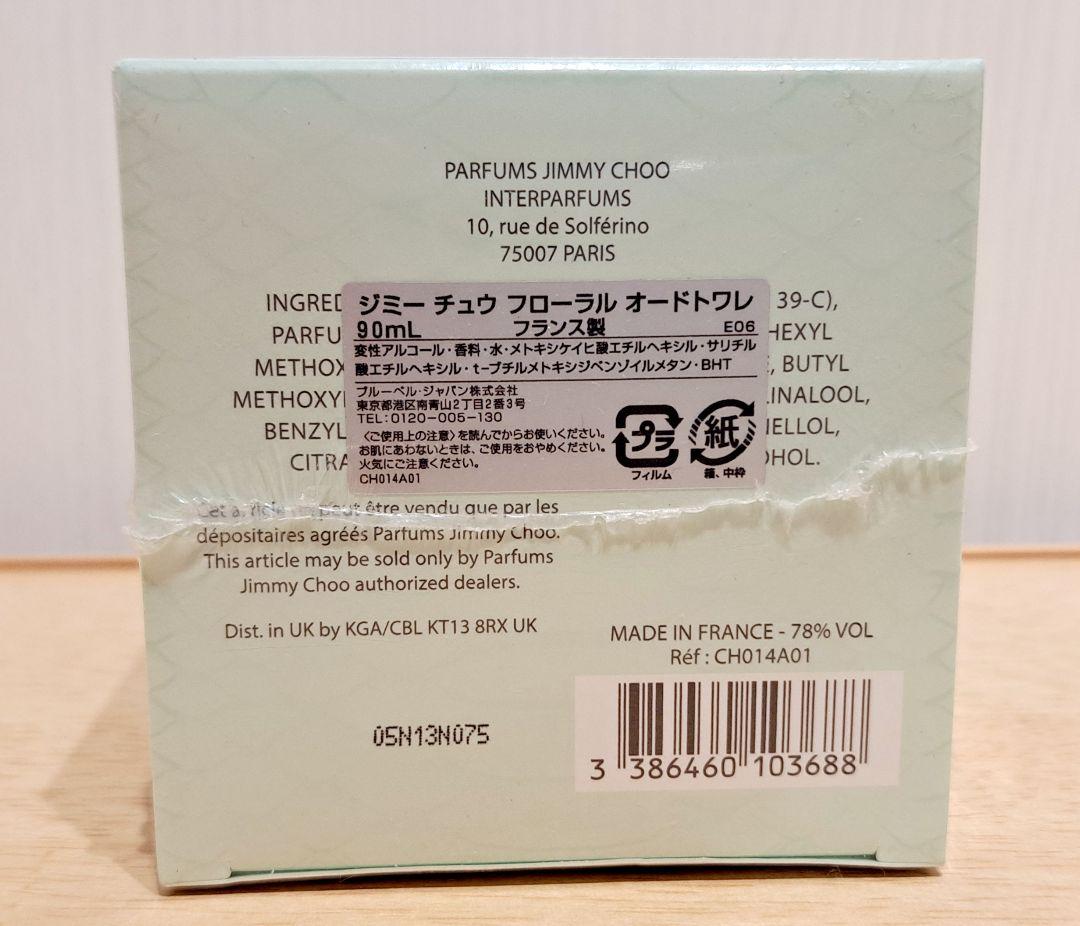 PARFUMS JIMMY CHOO
INTERPARFUMS
10, rue de Solférino
75007 PARIS
INGRED 39-C),
PARFU HEXYL
METHOX , BUTYL
METHOXY LINALOOL,
BENZYL NELLOL,
CITRA OHOL.
ジミー チュウ フローラル オードトワレ
90mL フランス製 E06
変性アルコール・香料・水・メトキシケイヒ酸エチルヘキシル・サリチル
酸エチルヘキシル・t-ブチルメトキシジベンゾイルメタン・BHT
ブルーベル・ジャパン株式会社
東京都港区南青山2丁目2番3号
TEL:0120-005-130
〈ご使用上の注意〉を読んでからお使いください。
お肌にあわないときは、ご使用をおやめください。
火気にご注意ください。
CH014A01
プラ
フィルム
紙
箱、中枠
Cet peut être vendu que par les
dépositaires agréés Parfums Jimmy Choo.
This article may be sold only by Parfums
Jimmy Choo authorized dealers.
Dist. in UK by KGA/CBL KT13 8RX UK
MADE IN FRANCE - 78% VOL
Réf : CH014A01
05N13N075
3 386460 103688